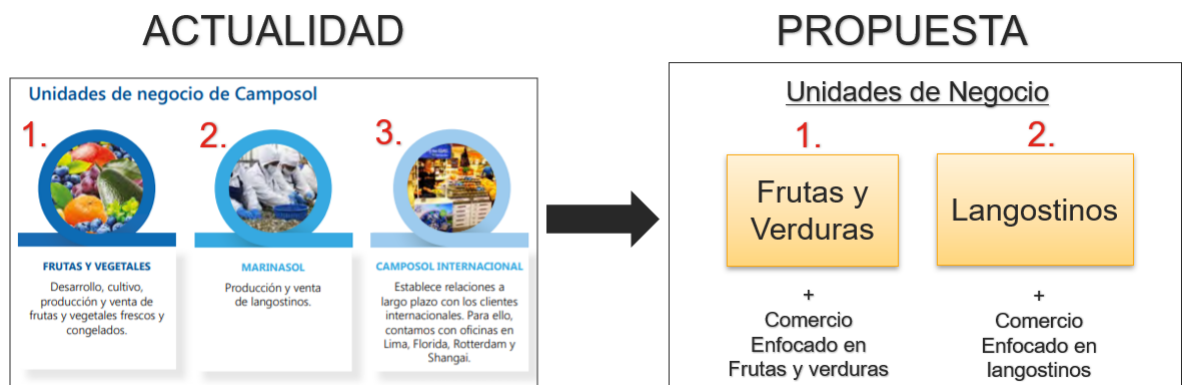 ACTUALIDAD
Unidades de negocio de Camposol
1.
2.
3.
FRUTAS Y VEGETALES
Desarrollo, cultivo,
producción y venta de
frutas y vegetales frescos y
congelados.
MARINASOL
Producción y venta
de langostinos.
CAMPOSOL INTERNACIONAL
Establece relaciones a
largo plazo con los clientes
internacionales. Para ello,
contamos con oficinas en
Lima, Florida, Rotterdam y
Shangai.
PROPUESTA
Unidades de Negocio
1.
2.
Frutas y
Verduras
Langostinos
+
Comercio
Enfocado en
Frutas y verduras
+
Comercio
Enfocado en
langostinos